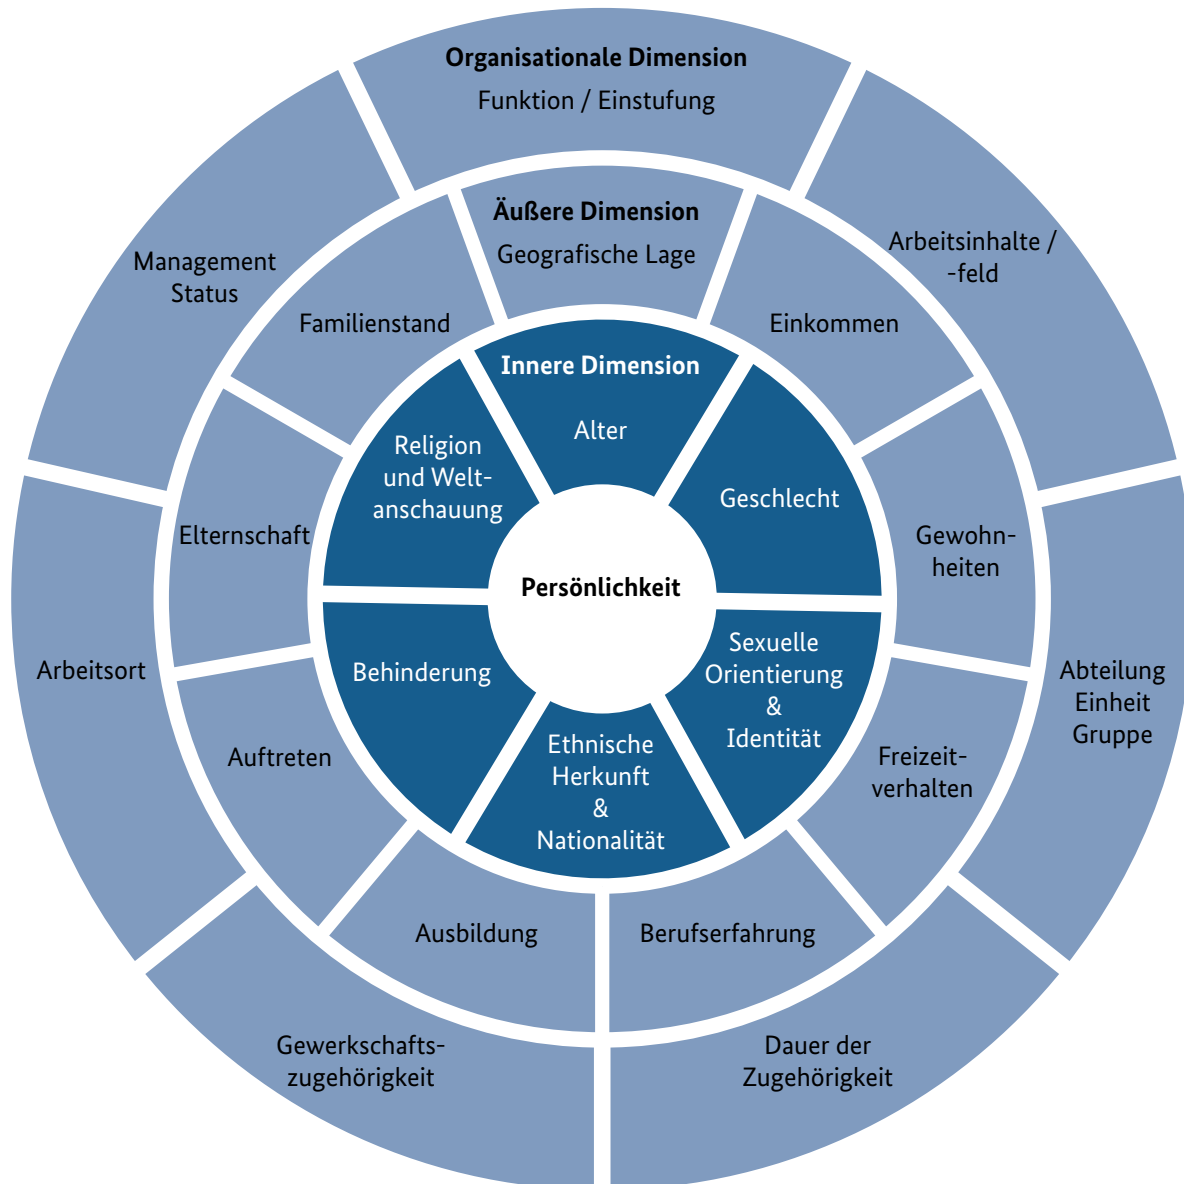 Organisationale Dimension
Funktion / Einstufung
Arbeitsinhalte /
-feld
Abteilung
Einheit
Gruppe
Dauer der
Zugehörigkeit
Gewerkschafts-
zugehörigkeit
Arbeitsort
Management
Status
Äußere Dimension
Geografische Lage
Einkommen
Gewohn-
heiten
Freizeit-
verhalten
Berufserfahrung
Ausbildung
Auftreten
Elternschaft
Familienstand
Innere Dimension
Alter
Geschlecht
Sexuelle
Orientierung
&
Identität
Ethnische
Herkunft
&
Nationalität
Behinderung
Religion
und Welt-
anschauung
Persönlichkeit